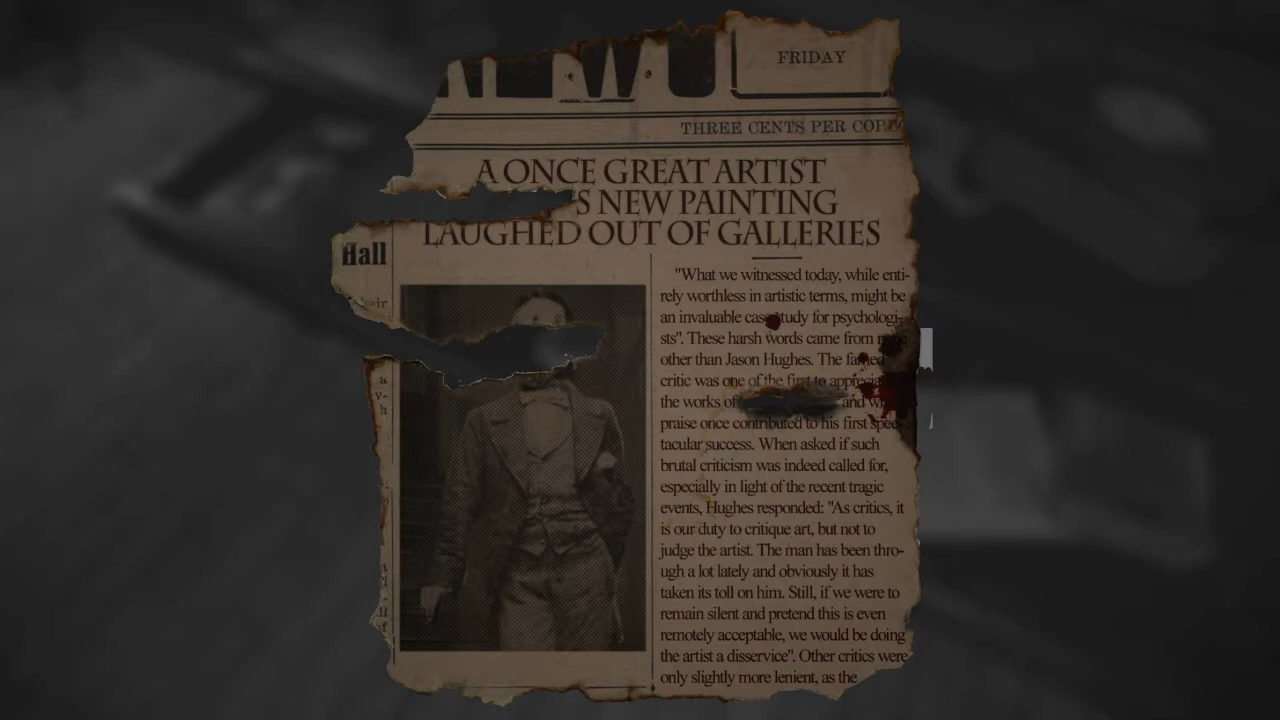 FRIDAY
THREE CENTS PER COPY
A ONCE GREAT ARTIST
'S NEW PAINTING
LAUGHED OUT OF GALLERIES
Hall
"What we witnessed today, while enti-
rely worthless in artistic terms, might be
an invaluable case study for psychologi-
sts". These harsh words came from none
other than Jason Hughes. The famed
critic was one of the first to apprecia
the works of and wh
praise once contributed to his first spec-
tacular success. When asked if such
brutal criticism was indeed called for,
especially in light of the recent tragic
events, Hughes responded: "As critics, it
is our duty to critique art, but not to
judge the artist. The man has been thro-
ugh a lot lately and obviously it has
taken its toll on him. Still, if we were to
remain silent and pretend this is even
remotely acceptable, we would be doing
the artist a disservice". Other critics were
only slightly more lenient, as the